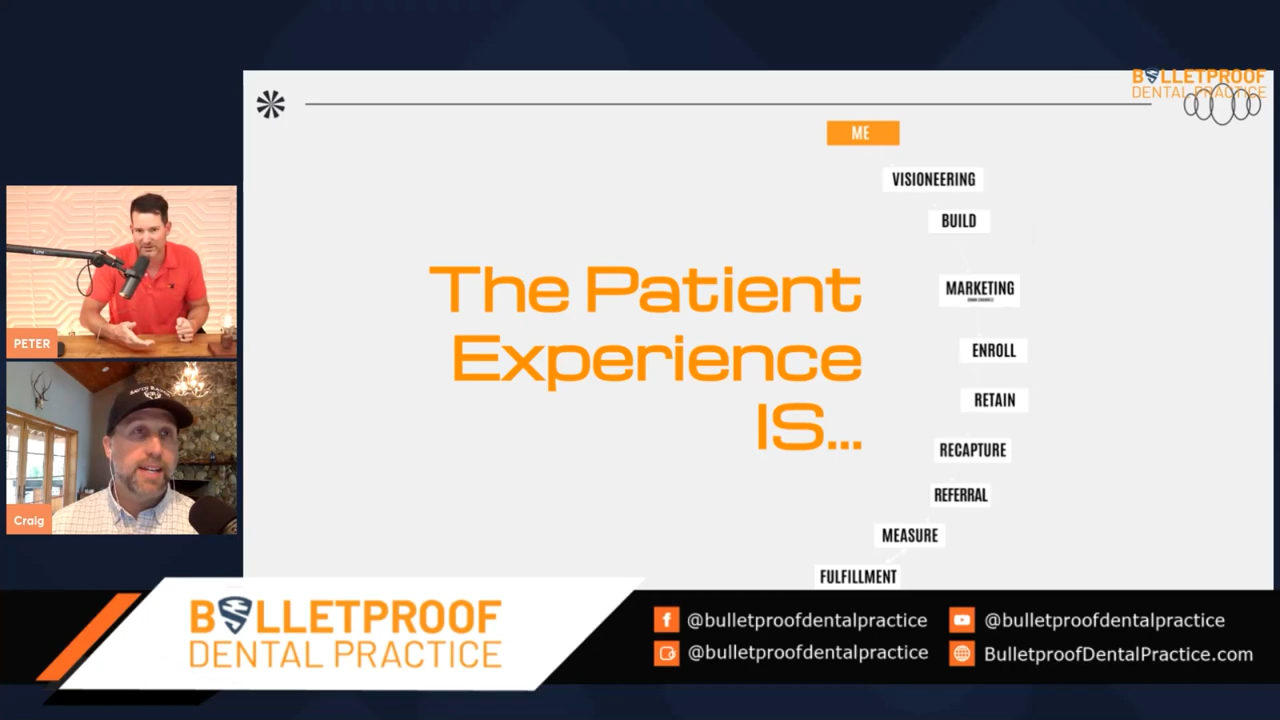 BULLETPROOF
DENTAL PRACTICE
ME
VISIONEERING
BUILD
MARKETING
ENROLL
RETAIN
RECAPTURE
REFERRAL
MEASURE
FULFILLMENT
The Patient
Experience
IS...
PETER
Craig
BULLETPROOF
DENTAL PRACTICE
@bulletproofdentalpractice
@bulletproofdentalpractice
@bulletproofdentalpractice
BulletproofDentalPractice.com